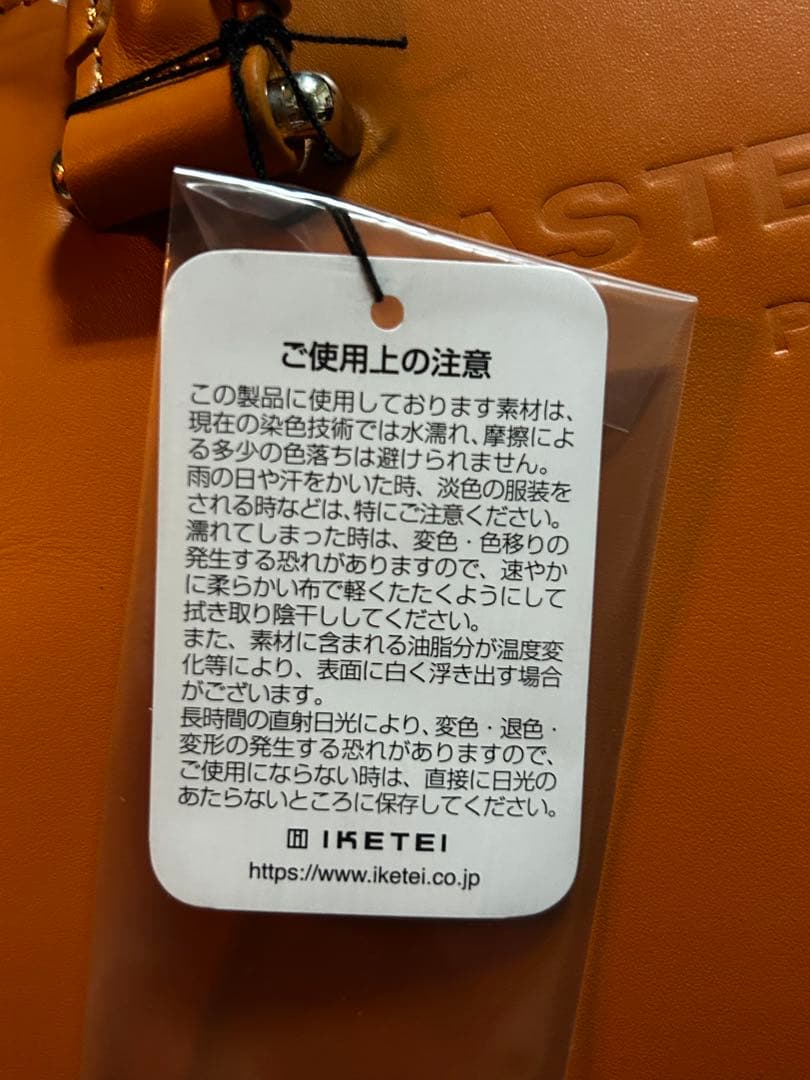 ASTE
P
ご使用上の注意
この製品に使用しております素材は、
現在の染色技術では水濡れ、摩擦によ
る多少の色落ちは避けられません。
雨の日や汗をかいた時、淡色の服装を
される時などは、特にご注意ください。
濡れてしまった時は、変色・色移りの
発生する恐れがありますので、速やか
に柔らかい布で軽くたたくようにして
拭き取り陰干ししてください。
また、素材に含まれる油脂分が温度変
化等により、表面に白く浮き出す場合
がございます。
長時間の直射日光により、変色・退色・
変形の発生する恐れがありますので、
ご使用にならない時は、直接に日光の
あたらないところに保存してください。
IKETEI
https://www.iketei.co.jp